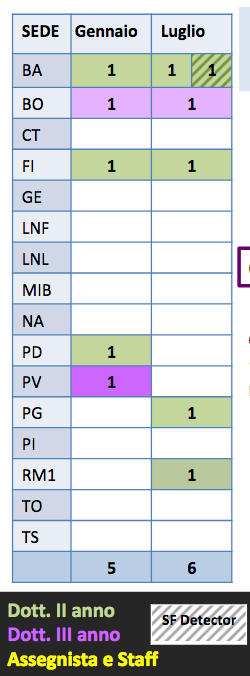 SEDE Gennaio Luglio
BA 1 1 1
BO 1 1
CT
FI 1 1
GE
LNF
LNL
MIB
NA
PD 1
PV 1
PG 1
PI
RM1 1
TO
TS
5 6
Dott. II anno
Dott. III anno
Assegnista e Staff
SF Detector